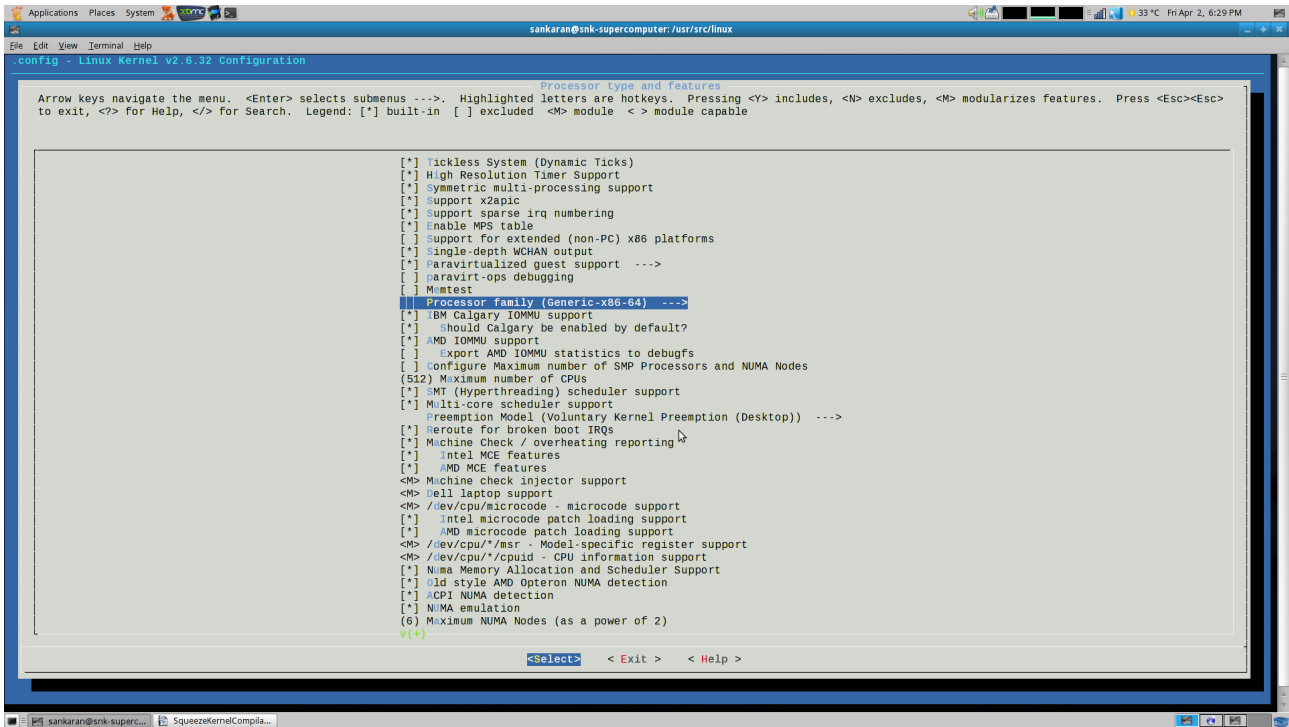 Applications Places System xbmc 33 °C Fri Apr 2, 6:29 PM
sankaran@snk-supercomputer: /usr/src/linux
File Edit View Terminal Help
.config - Linux Kernel v2.6.32 Configuration
Processor type and features
Arrow keys navigate the menu. <Enter> selects submenus --->. Highlighted letters are hotkeys. Pressing <Y> includes, <N> excludes, <M> modularizes features. Press <Esc><Esc>
to exit, <?> for Help, </> for Search. Legend: [*] built-in [ ] excluded <M> module < > module capable
[*] Tickless System (Dynamic Ticks)
[*] High Resolution Timer Support
[*] Symmetric multi-processing support
[*] Support x2apic
[*] Support sparse irq numbering
[*] Enable MPS table
[ ] Support for extended (non-PC) x86 platforms
[*] Single-depth WCHAN output
[*] Paravirtualized guest support --->
[ ] paravirt-ops debugging
[ ] Memtest
Processor family (Generic-x86-64) --->
[*] IBM Calgary IOMMU support
[*] Should Calgary be enabled by default?
[*] AMD IOMMU support
[ ] Export AMD IOMMU statistics to debugfs
[ ] Configure Maximum number of SMP Processors and NUMA Nodes
(512) Maximum number of CPUs
[*] SMT (Hyperthreading) scheduler support
[*] Multi-core scheduler support
Preemption Model (Voluntary Kernel Preemption (Desktop)) --->
[*] Reroute for broken boot IRQs
[*] Machine Check / overheating reporting
[*] Intel MCE features
[*] AMD MCE features
<M> Machine check injector support
<M> Dell laptop support
<M> /dev/cpu/microcode - microcode support
[*] Intel microcode patch loading support
[*] AMD microcode patch loading support
<M> /dev/cpu/*/msr - Model-specific register support
<M> /dev/cpu/*/cpuid - CPU information support
[*] Numa Memory Allocation and Scheduler Support
[*] Old style AMD Opteron NUMA detection
[*] ACPI NUMA detection
[*] NUMA emulation
(6) Maximum NUMA Nodes (as a power of 2)
v(+)
<Select> < Exit > < Help >
sankaran@snk-superc... SqueezeKernelCompila...